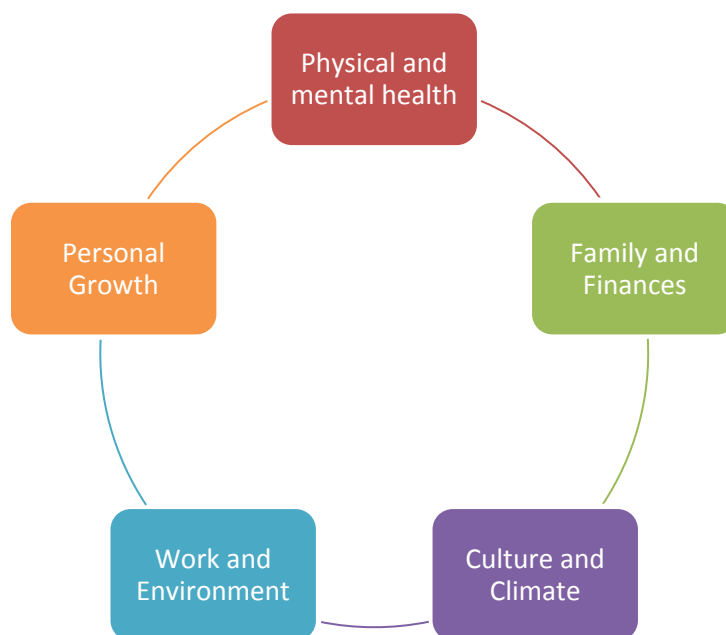 Physical and
mental health
Family and
Finances
Culture and
Climate
Work and
Environment
Personal
Growth